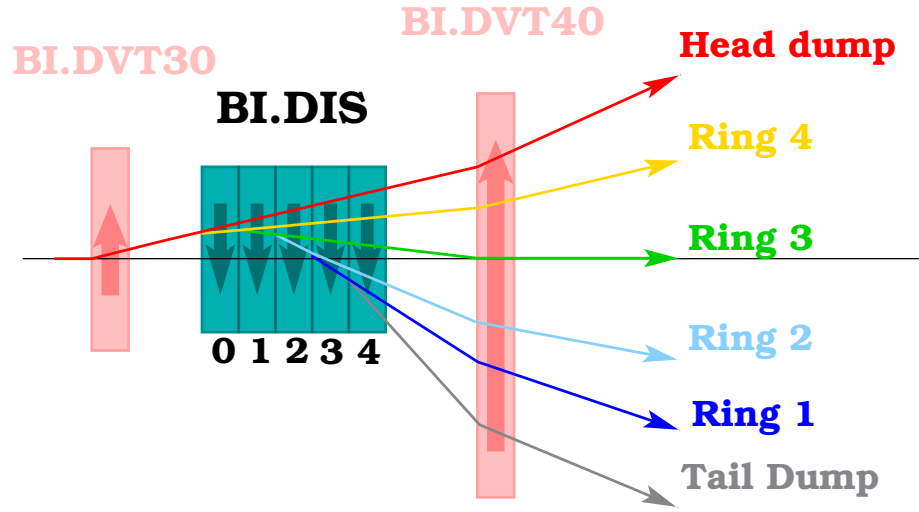 BI.DVT40
Head dump
BI.DVT30
BI.DIS
Ring 4
Ring 3
Ring 2
0 1 2 3 4
Ring 1
Tail Dump